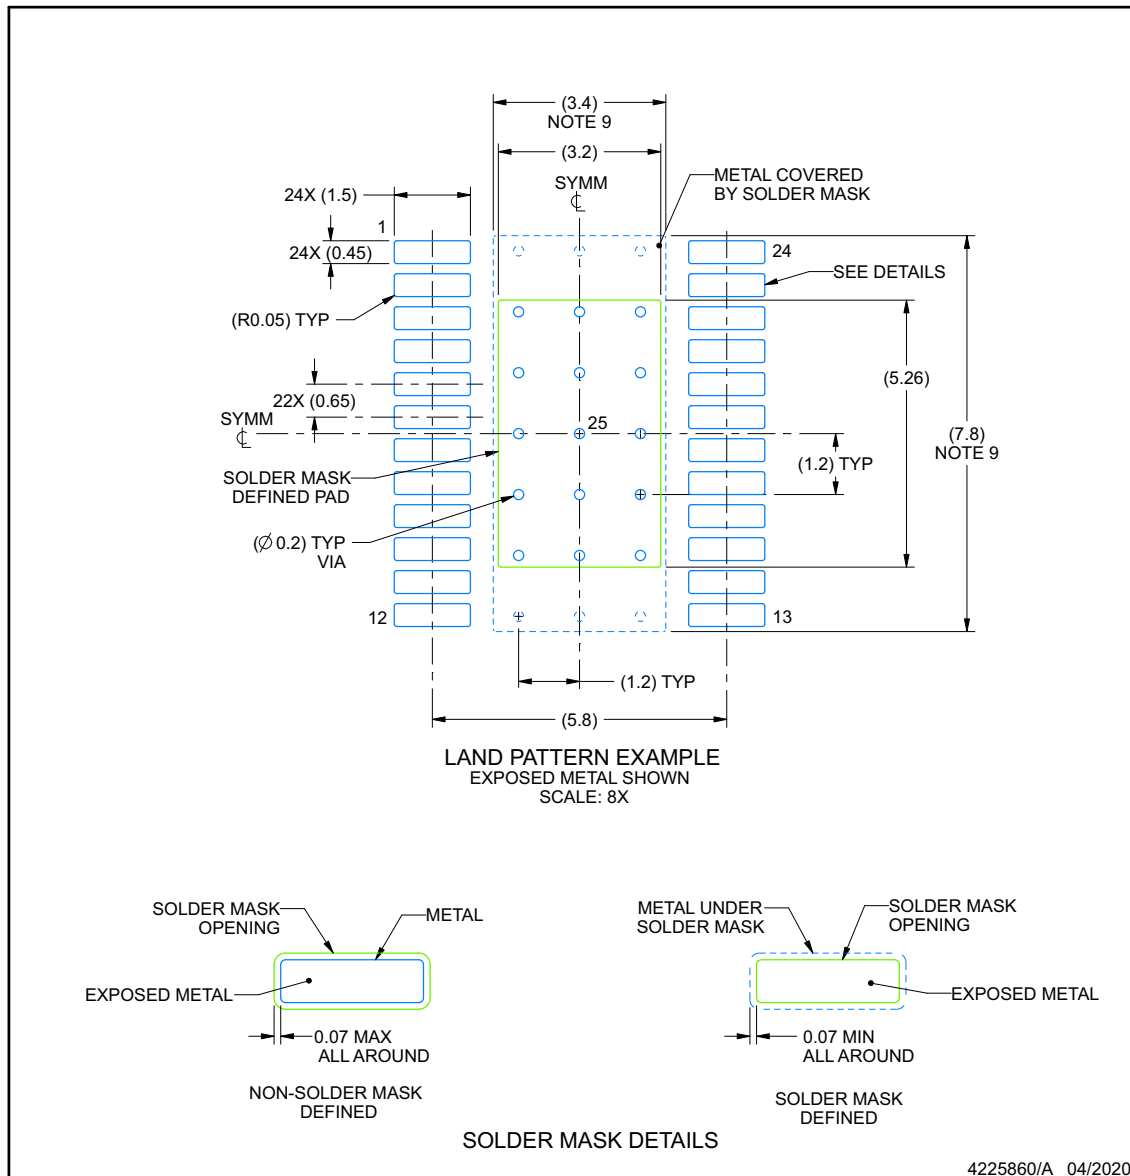 (3.4)
NOTE 9
(3.2)
SYMM
℄
METAL COVERED
BY SOLDER MASK
24X (1.5)
1
24X (0.45)
24
SEE DETAILS
(R0.05) TYP
(5.26)
22X (0.65)
SYMM
℄
25
(7.8)
NOTE 9
(1.2) TYP
SOLDER MASK
DEFINED PAD
(∅ 0.2) TYP
VIA
12
13
(1.2) TYP
(5.8)
LAND PATTERN EXAMPLE
EXPOSED METAL SHOWN
SCALE: 8X
SOLDER MASK
OPENING
METAL
EXPOSED METAL
0.07 MAX
ALL AROUND
NON-SOLDER MASK
DEFINED
METAL UNDER
SOLDER MASK
SOLDER MASK
OPENING
EXPOSED METAL
0.07 MIN
ALL AROUND
SOLDER MASK
DEFINED
SOLDER MASK DETAILS
4225860/A 04/2020